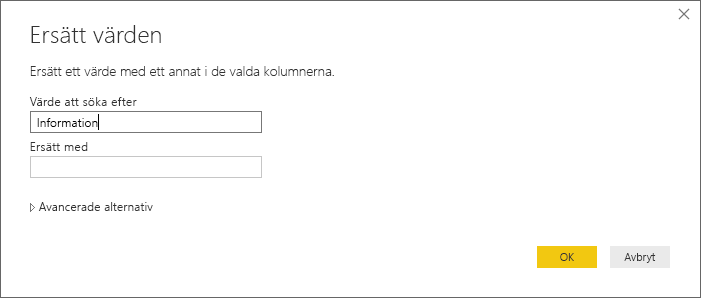 Ersätt värden
Ersätt ett värde med ett annat i de valda kolumnerna.
Värde att söka efter
Information
Ersätt med
Avancerade alternativ
OK
Avbryt